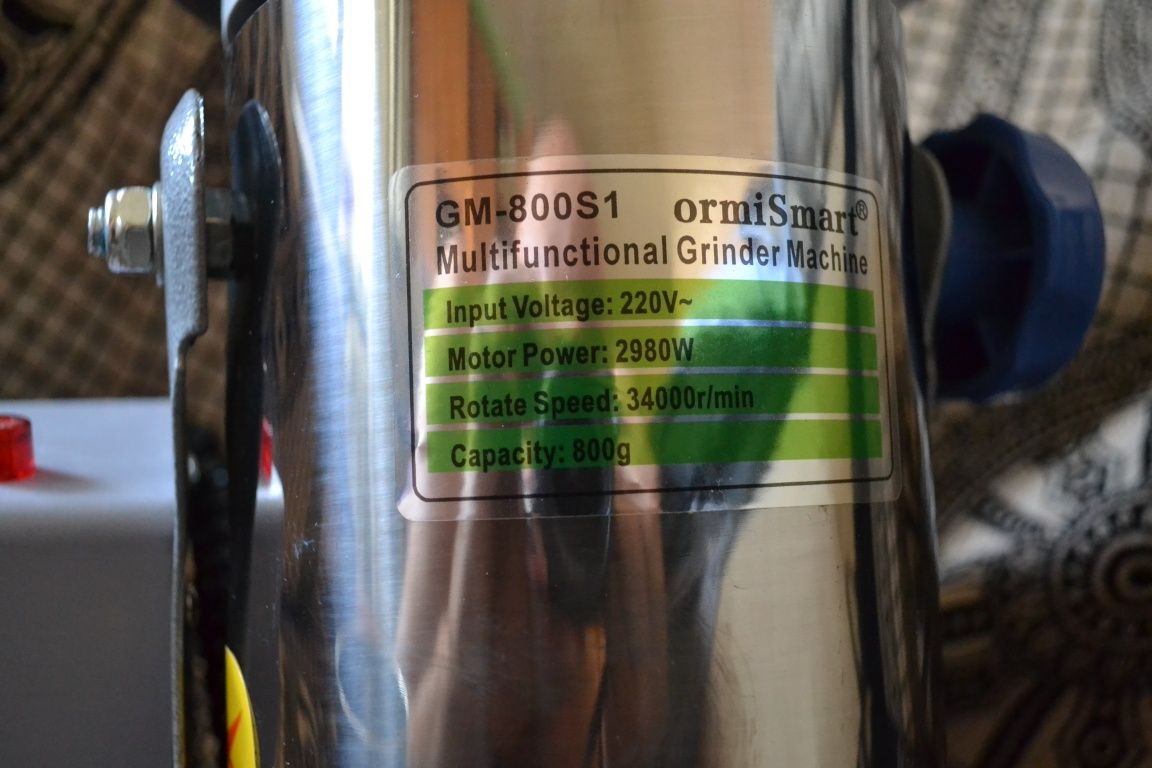 GM-800S1 ormiSmart®
Multifunctional Grinder Machine
Input Voltage: 220V~
Motor Power: 2980W
Rotate Speed: 34000r/min
Capacity: 800g